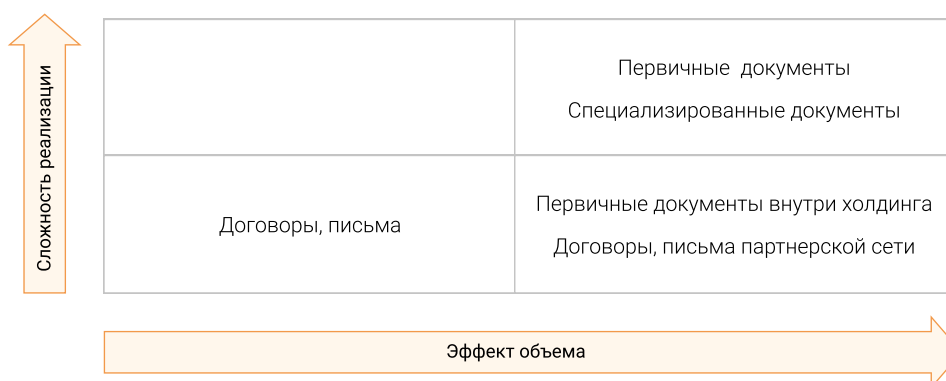 Сложность реализации
Первичные документы
Специализированные документы
Договоры, письма
Первичные документы внутри холдинга
Договоры, письма партнерской сети
Эффект объема